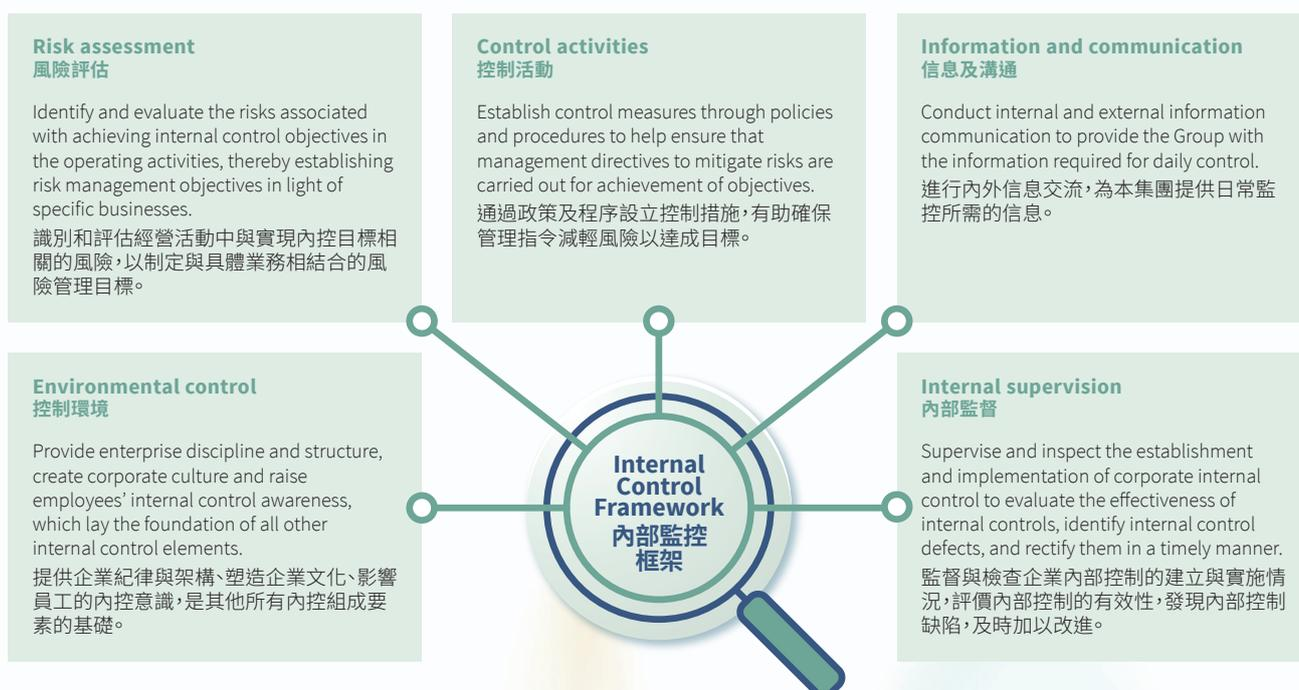 Risk assessment
風險評估
Identify and evaluate the risks associated
with achieving internal control objectives in
the operating activities, thereby establishing
risk management objectives in light of
specific businesses.
識別和評估經營活動中與實現內控目標相
關的風險，以制定與具體業務相結合的風
險管理目標。
Control activities
控制活動
Establish control measures through policies
and procedures to help ensure that
management directives to mitigate risks are
carried out for achievement of objectives.
通過政策及程序設立控制措施，有助確保
管理指令減輕風險以達成目標。
Information and communication
信息及溝通
Conduct internal and external information
communication to provide the Group with
the information required for daily control.
進行內外信息交流，為本集團提供日常監
控所需的信息。
Environmental control
控制環境
Provide enterprise discipline and structure,
create corporate culture and raise
employees’ internal control awareness,
which lay the foundation of all other
internal control elements.
提供企業紀律與架構、塑造企業文化、影響
員工的內控意識，是其他所有內控組成要
素的基礎。
Internal
Control
Framework
內部監控
框架
Internal supervision
內部監督
Supervise and inspect the establishment
and implementation of corporate internal
control to evaluate the effectiveness of
internal controls, identify internal control
defects, and rectify them in a timely manner.
監督與檢查企業內部控制的建立與實施情
況，評價內部控制的有效性，發現內部控制
缺陷，及時加以改進。